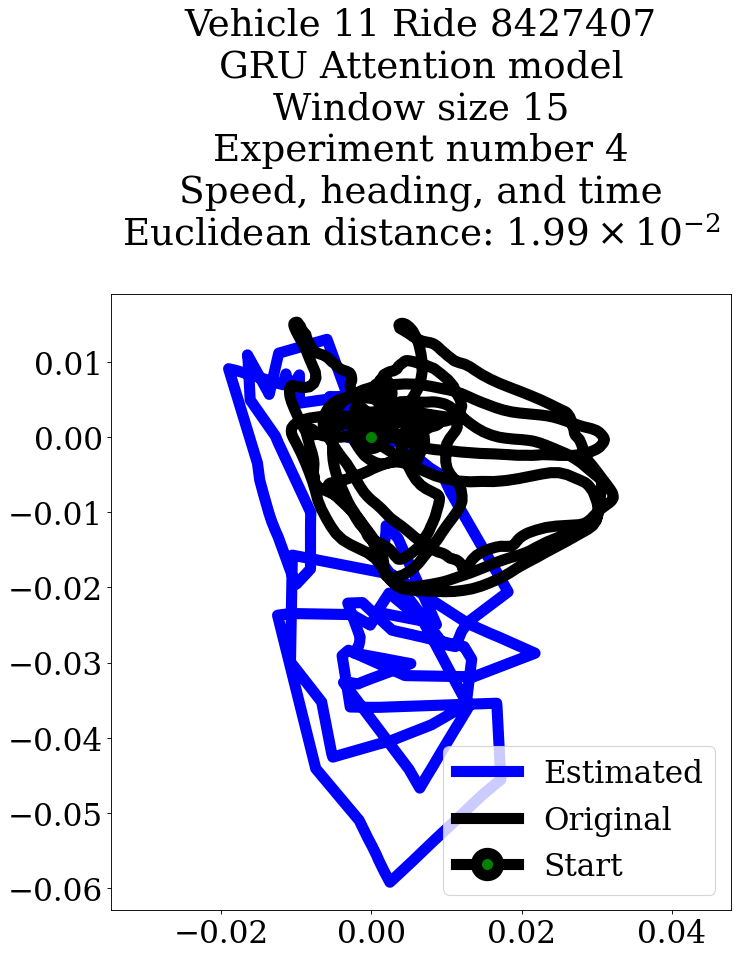 Vehicle 11 Ride 8427407
GRU Attention model
Window size 15
Experiment number 4
Speed, heading, and time
Euclidean distance: 1.99 × 10⁻²
0.01
0.00
−0.01
−0.02
−0.03
−0.04
−0.05
−0.06
Estimated
Original
Start
−0.02 0.00 0.02 0.04